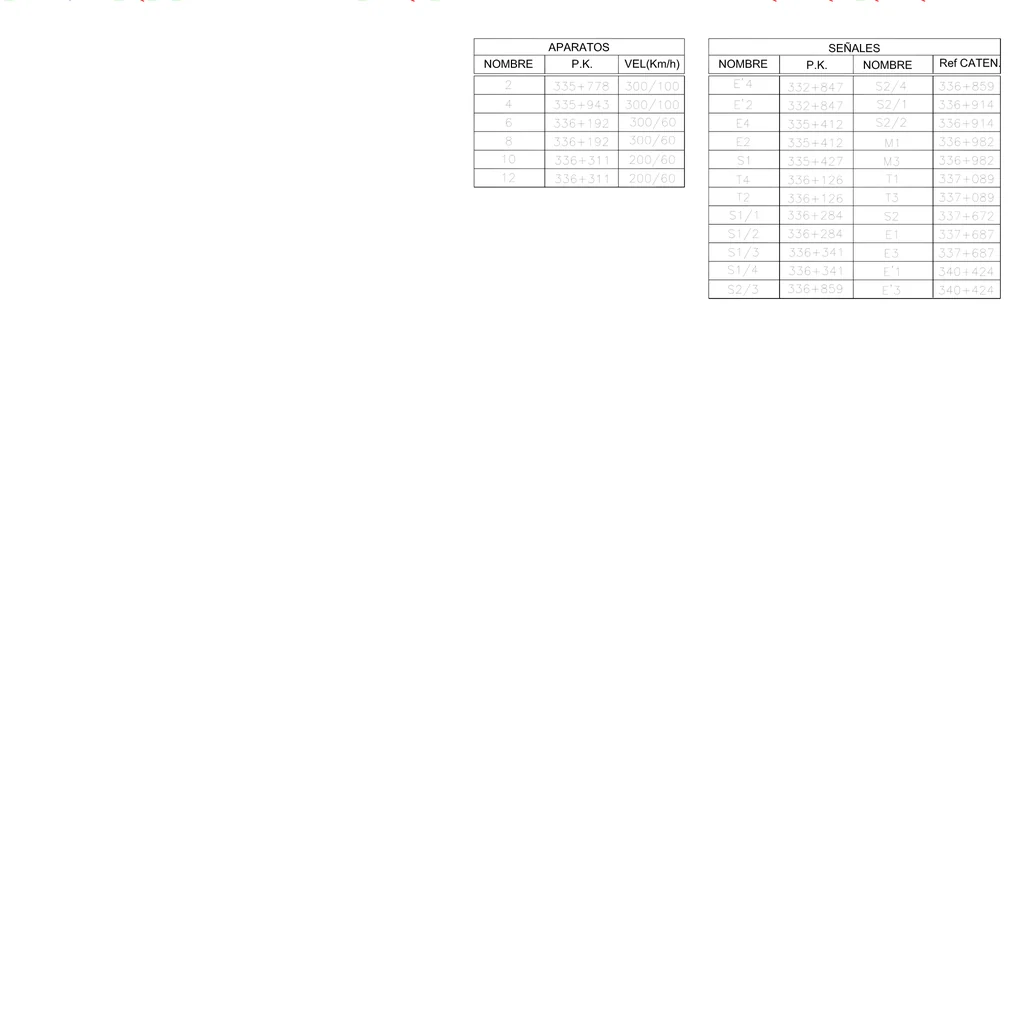 APARATOS
NOMBRE P.K. VEL(Km/h)
2 335+778 300/100
4 335+943 300/100
6 336+192 300/60
8 336+192 300/60
10 336+311 200/60
12 336+311 200/60
SEÑALES
NOMBRE P.K. NOMBRE Ref CATEN.
E'4 332+847 S2/4 336+859
E'2 332+847 S2/1 336+914
E4 335+412 S2/2 336+914
E2 335+412 M1 336+982
S1 335+427 M3 336+982
T4 336+126 T1 337+089
T2 336+126 T3 337+089
S1/1 336+284 S2 337+672
S1/2 336+284 E1 337+687
S1/3 336+341 E3 337+687
S1/4 336+341 E'1 340+424
S2/3 336+859 E'3 340+424